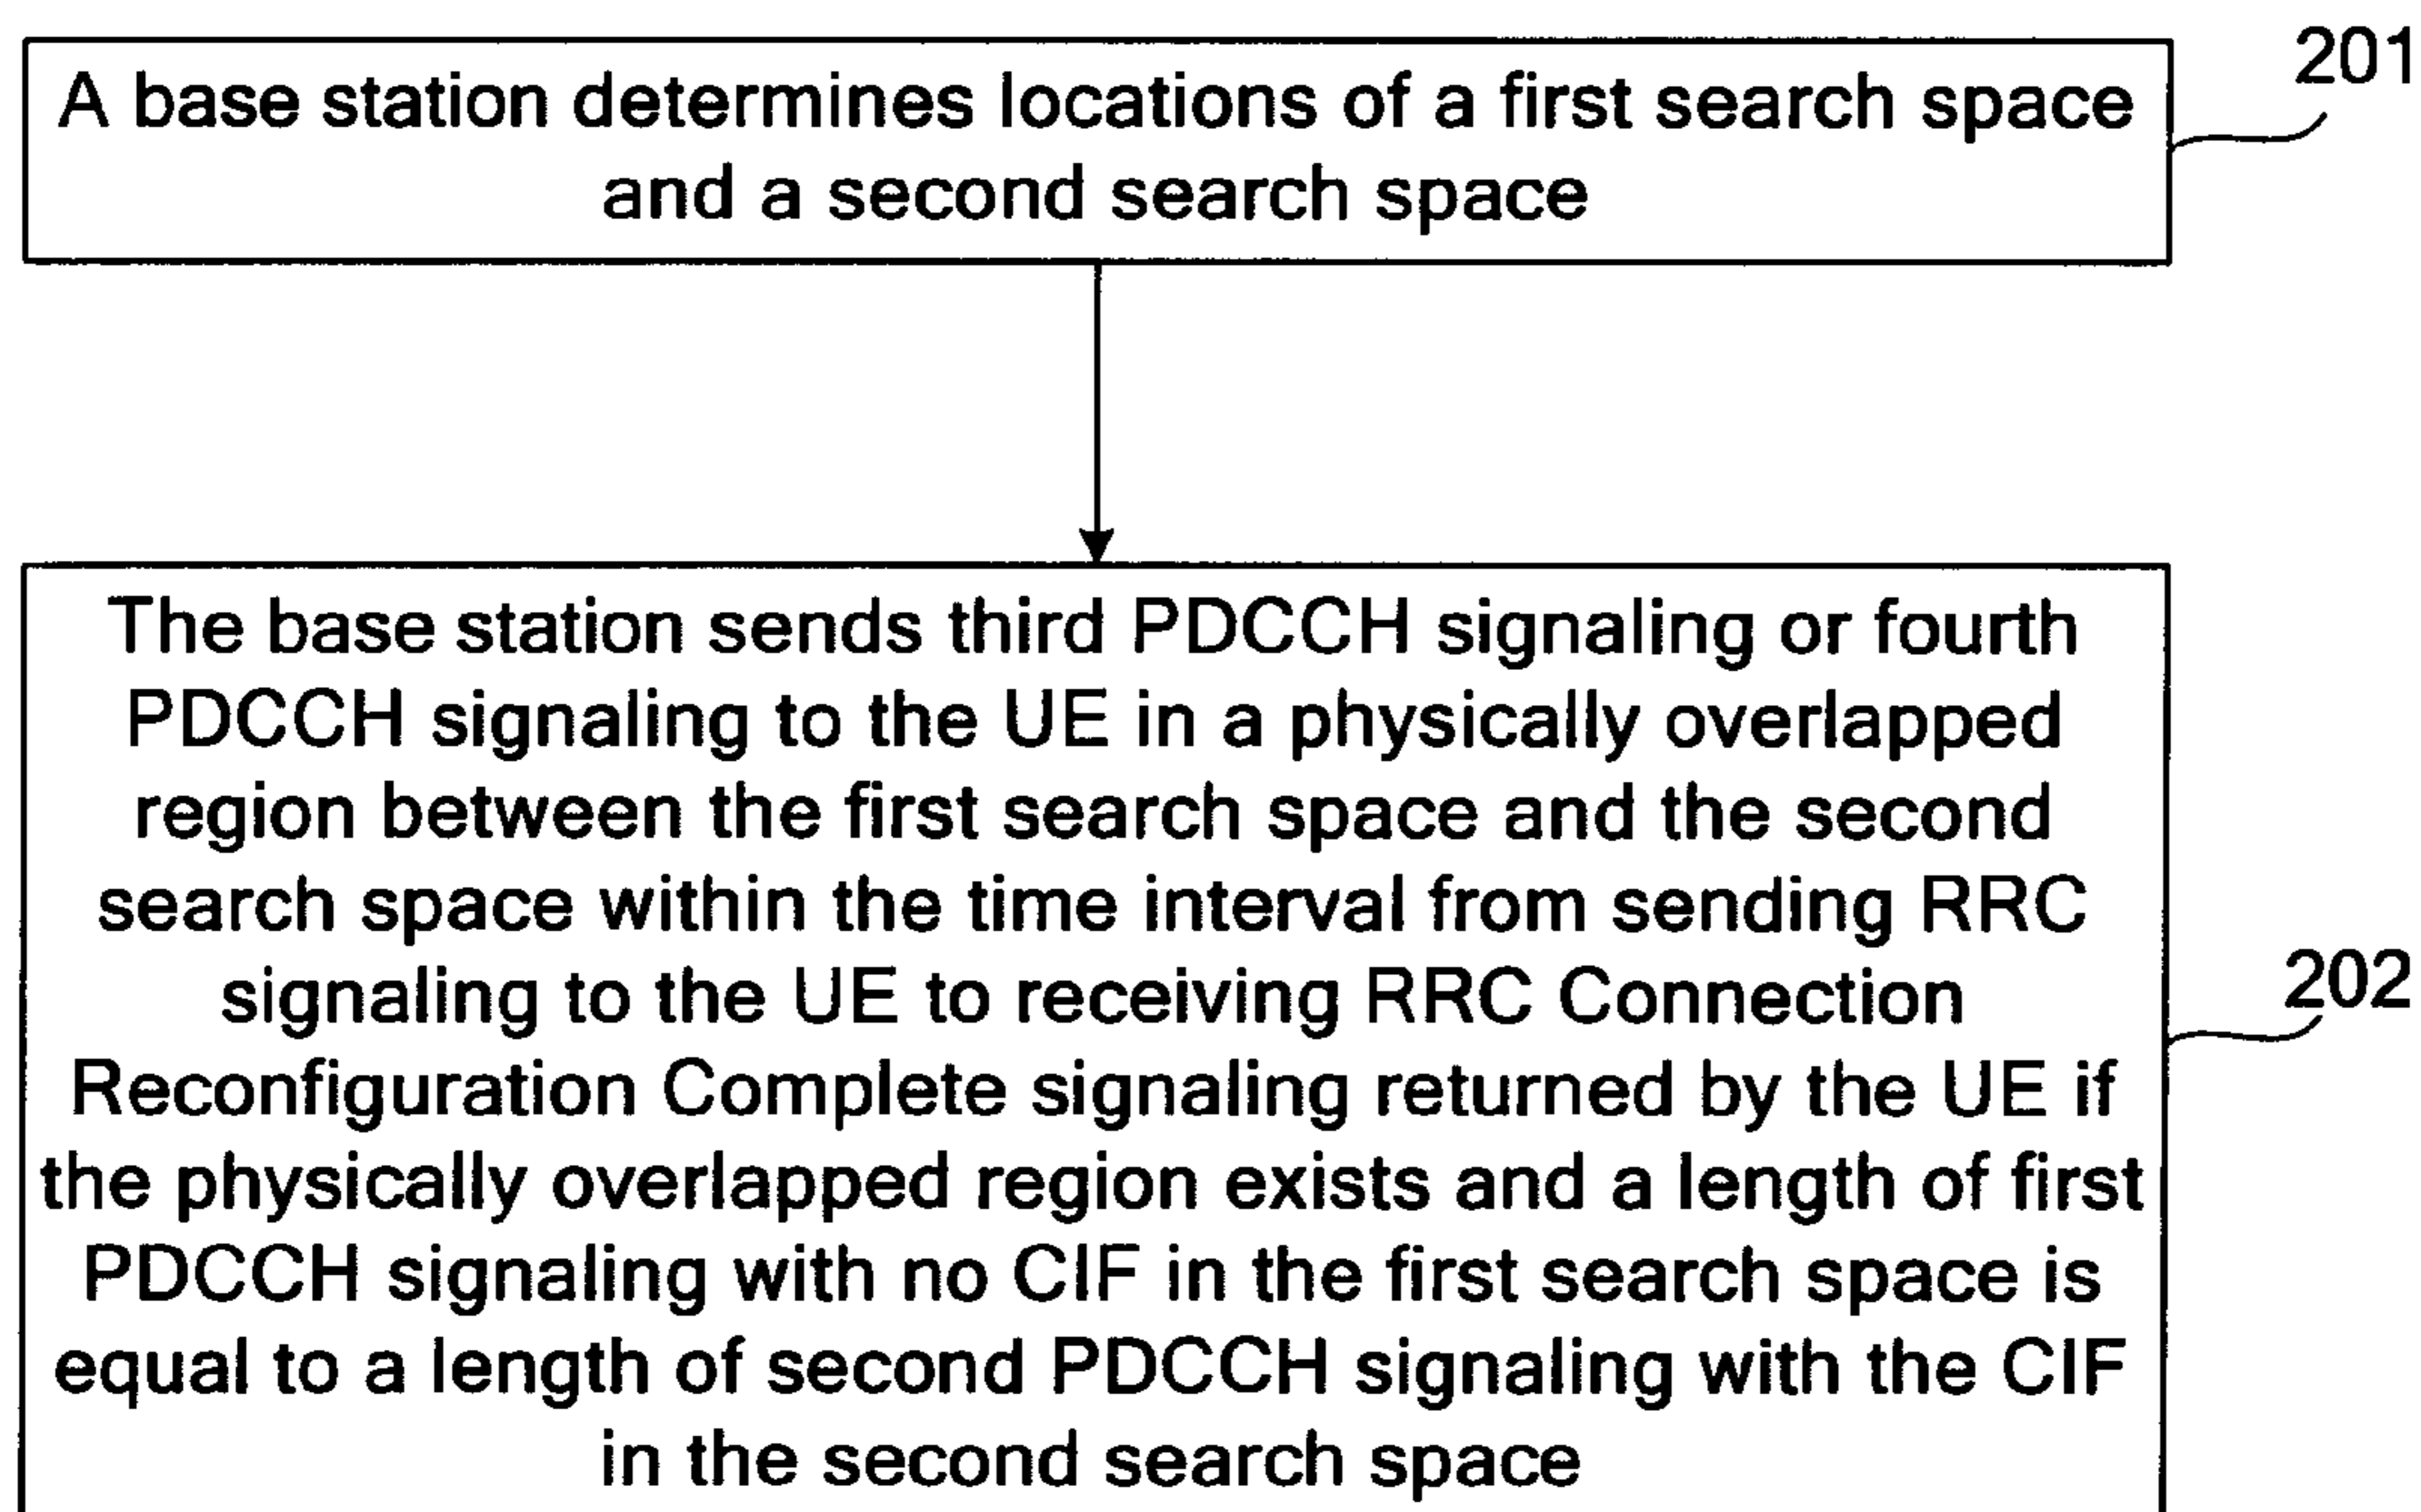 201
A base station determines locations of a first search space
and a second search space
The base station sends third PDCCH signaling or fourth
PDCCH signaling to the UE in a physically overlapped
region between the first search space and the second
search space within the time interval from sending RRC
signaling to the UE to receiving RRC Connection
202
Reconfiguration Complete signaling returned by the UE if
the physically overlapped region exists and a length of first
PDCCH signaling with no CIF in the first search space is
equal to a length of second PDCCH signaling with the CIF
in the second search space